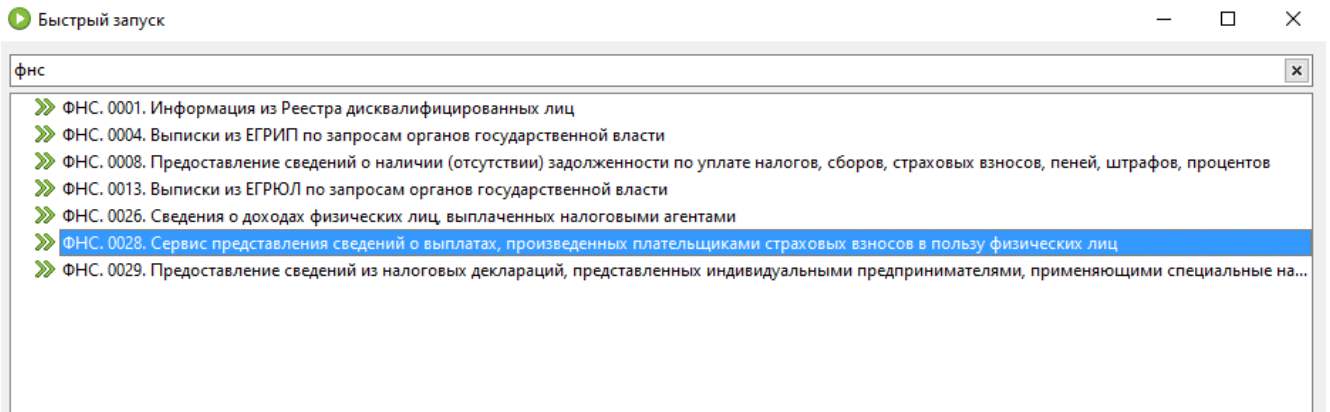 Быстрый запуск
фнс
ФНС. 0001. Информация из Реестра дисквалифицированных лиц
ФНС. 0004. Выписки из ЕГРИП по запросам органов государственной власти
ФНС. 0008. Предоставление сведений о наличии (отсутствии) задолженности по уплате налогов, сборов, страховых взносов, пеней, штрафов, процентов
ФНС. 0013. Выписки из ЕГРЮЛ по запросам органов государственной власти
ФНС. 0026. Сведения о доходах физических лиц, выплаченных налоговыми агентами
ФНС. 0028. Сервис представления сведений о выплатах, произведенных плательщиками страховых взносов в пользу физических лиц
ФНС. 0029. Предоставление сведений из налоговых деклараций, представленных индивидуальными предпринимателями, применяющими специальные на...